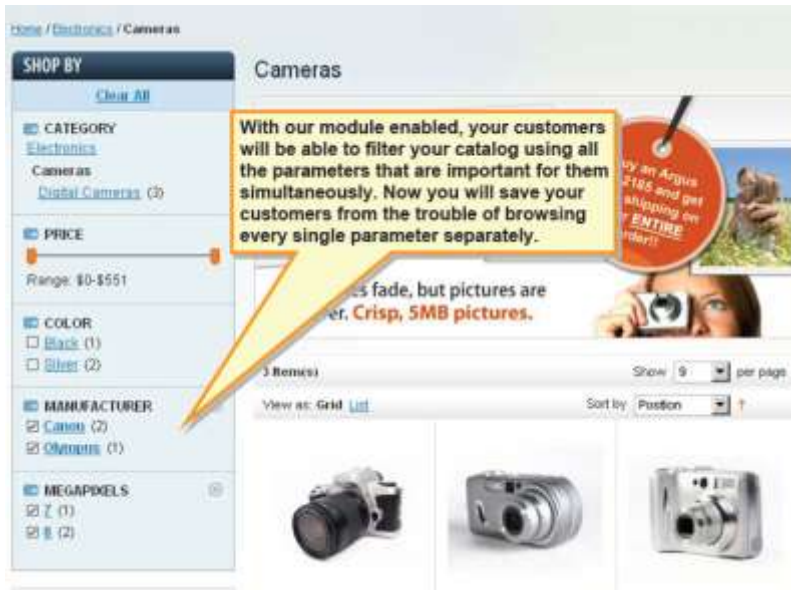 Home / Electronics / Cameras
SHOP BY
Clear All
CATEGORY
Electronics
Cameras
Digital Cameras (3)
PRICE
Range: $0-$551
COLOR
Black (1)
Silver (2)
MANUFACTURER
Canon (2)
Olympus (1)
MEGAPIXELS
7 (1)
8 (2)
Cameras
With our module enabled, your customers
will be able to filter your catalog using all
the parameters that are important for them
simultaneously. Now you will save your
customers from the trouble of browsing
every single parameter separately.
an Argus
2185 and get
shipping on
ENTIRE
fade, but pictures are
Crisp, 5MB pictures.
3 Item(s)
Show 9 per page
View as: Grid List
Sort by Position